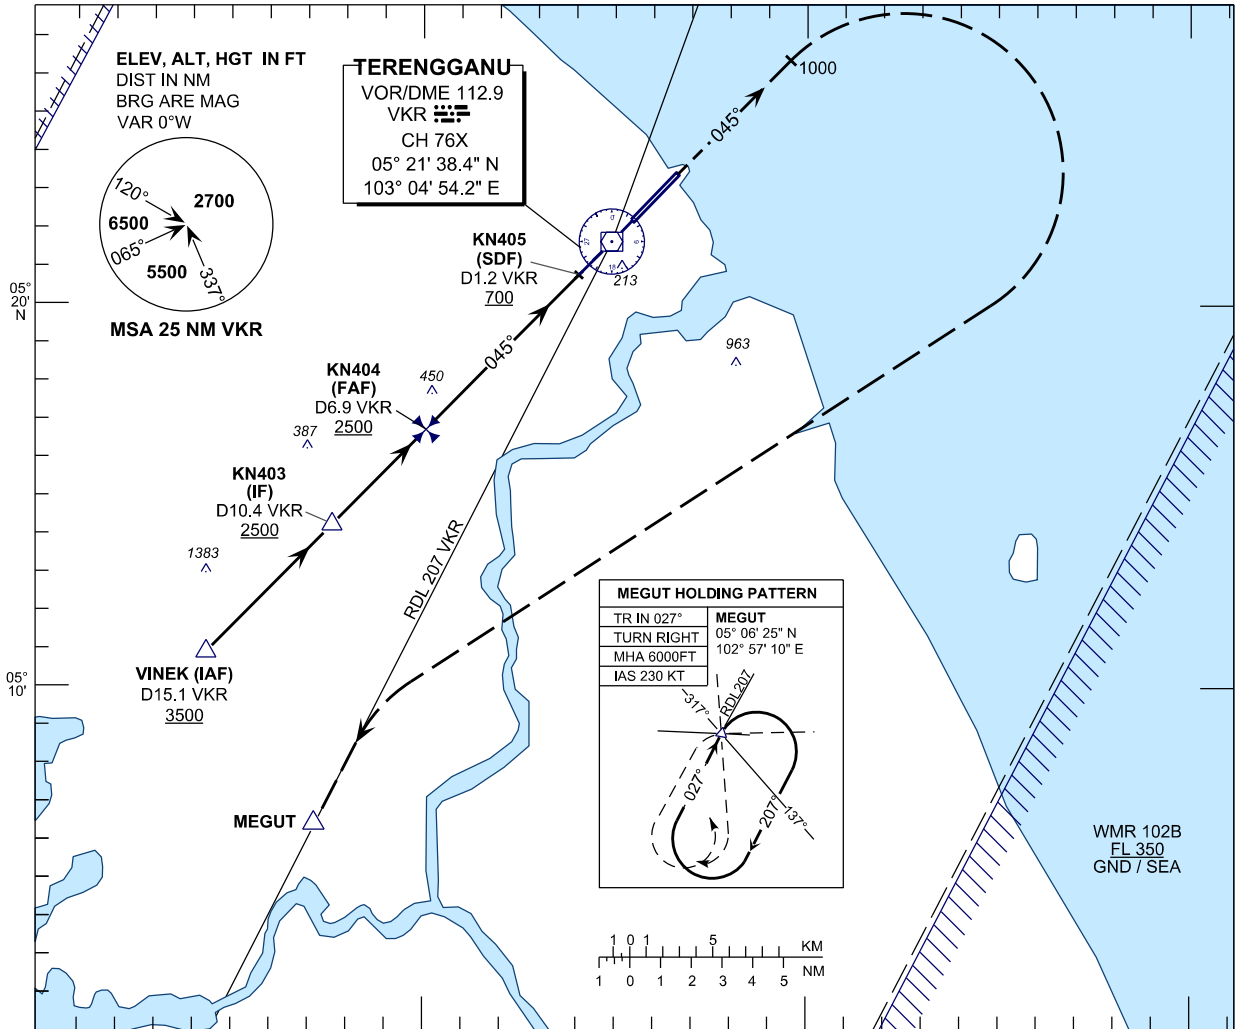 ELEV, ALT, HGT IN FT
DIST IN NM
BRG ARE MAG
VAR 0°W
TERENGGANU
VOR/DME 112.9
VKR
CH 76X
05° 21' 38.4" N
103° 04' 54.2" E
1000
045°
120°
2700
6500
065°
5500
337°
MSA 25 NM VKR
KN405
(SDF)
D1.2 VKR
700
0
9
18
27
213
05°
20'
N
045°
963
KN404
(FAF)
D6.9 VKR
2500
450
387
KN403
(IF)
D10.4 VKR
2500
1383
RDL 207 VKR
VINEK (IAF)
D15.1 VKR
3500
05°
10'
MEGUT
MEGUT HOLDING PATTERN
TR IN 027°
TURN RIGHT
MHA 6000FT
IAS 230 KT
MEGUT
05° 06' 25" N
102° 57' 10" E
317°
RDL207
027°
207°
137°
WMR 102B
FL 350
GND / SEA
1 0 1 5 KM
1 0 1 2 3 4 5 NM